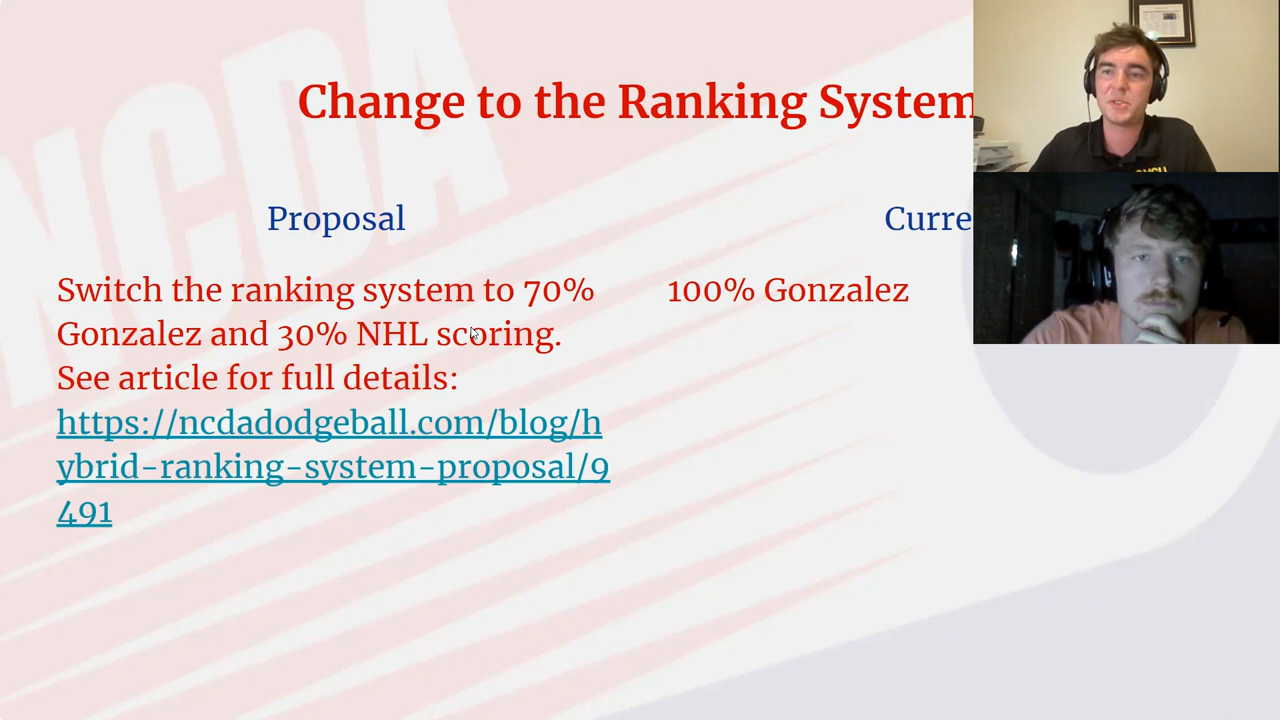 NCDA
Change to the Ranking System
Proposal
Curre
Switch the ranking system to 70%
Gonzalez and 30% NHL scoring.
See article for full details:
https://ncdadodgeball.com/blog/h
ybrid-ranking-system-proposal/9
491
100% Gonzalez